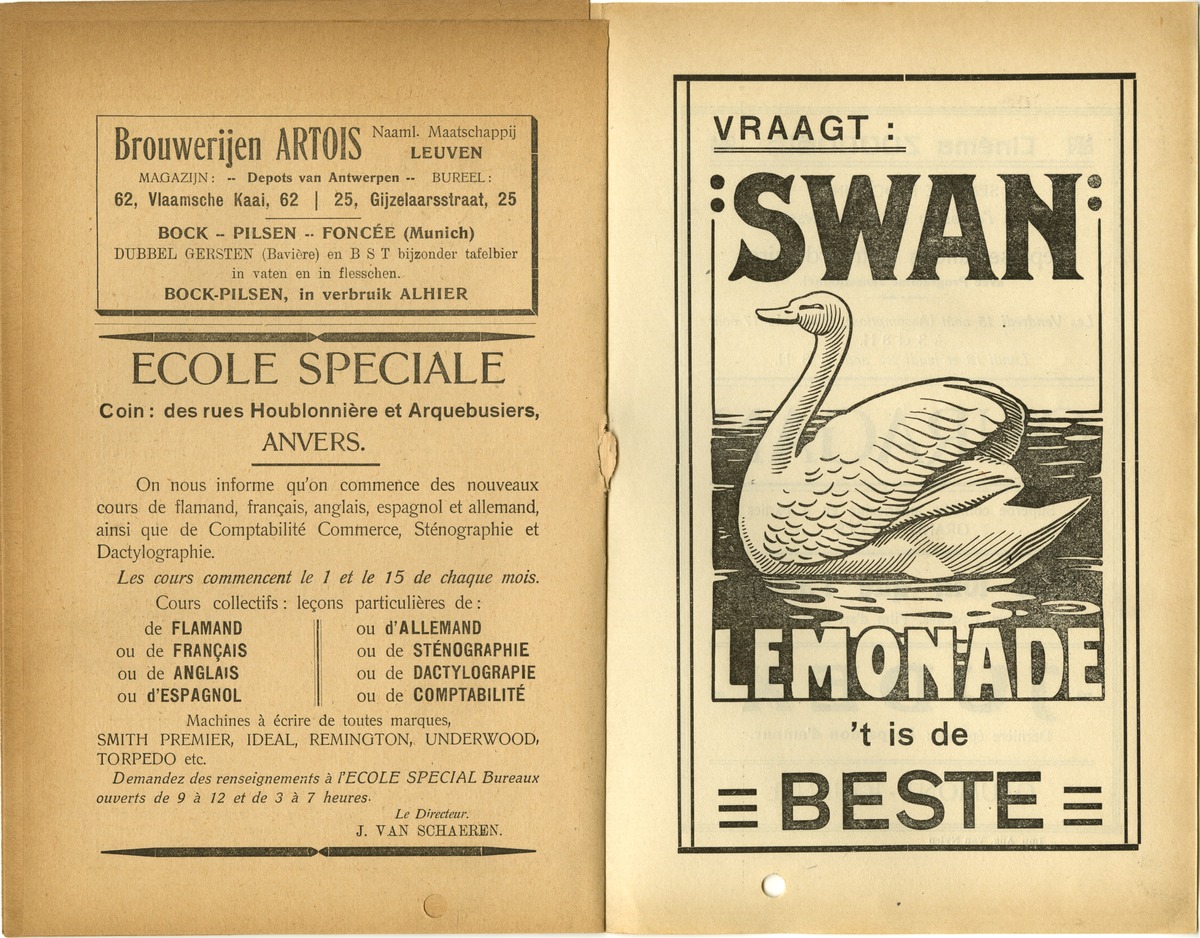 Brouwerijen ARTOIS Naaml. Maatschappij
LEUVEN
MAGAZIJN: -- Depots van Antwerpen -- BUREEL:
62, Vlaamsche Kaai, 62 | 25, Gijzelaarsstraat, 25
BOCK -- PILSEN -- FONCÉE (Munich)
DUBBEL GERSTEN (Bavière) en B S T bijzonder tafelbier
in vaten en in flesschen.
BOCK-PILSEN, in verbruik ALHIER
ECOLE SPECIALE
Coin: des rues Houblonnière et Arquebusiers,
ANVERS.
On nous informe qu'on commence des nouveaux
cours de flamand, français, anglais, espagnol et allemand,
ainsi que de Comptabilité Commerce, Sténographie et
Dactylographie.
Les cours commencent le 1 et le 15 de chaque mois.
Cours collectifs: leçons particulières de:
de FLAMAND
ou de FRANÇAIS
ou de ANGLAIS
ou d'ESPAGNOL
ou d'ALLEMAND
ou de STÉNOGRAPHIE
ou de DACTYLOGRAPIE
ou de COMPTABILITÉ
Machines à écrire de toutes marques,
SMITH PREMIER, IDEAL, REMINGTON, UNDERWOOD,
TORPEDO etc.
Demandez des renseignements à l'ECOLE SPECIAL Bureaux
ouverts de 9 à 12 et de 3 à 7 heures.
Le Directeur.
J. VAN SCHAEREN.
VRAAGT:
SWAN
LEMONADE
't is de
BESTE